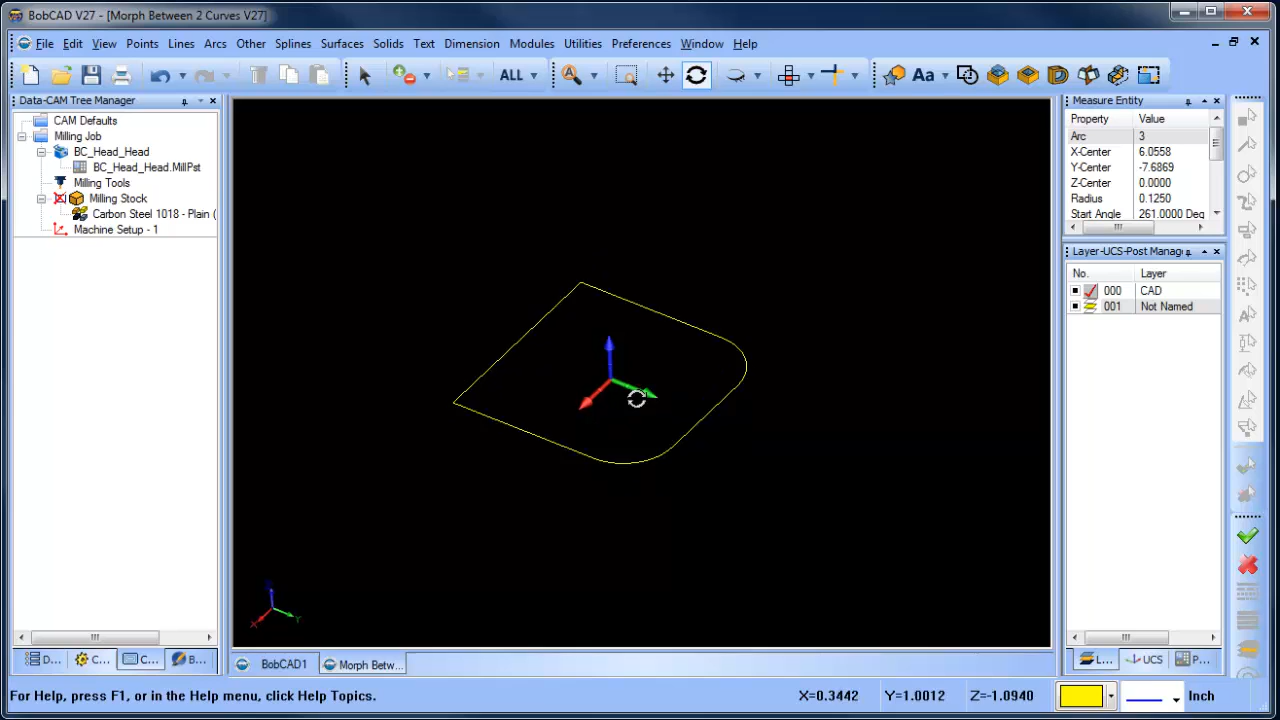 BobCAD V27 - [Morph Between 2 Curves V27]
File Edit View Points Lines Arcs Other Splines Surfaces Solids Text Dimension Modules Utilities Preferences Window Help
ALL Aa
Data-CAM Tree Manager
CAM Defaults
Milling Job
BC_Head_Head
BC_Head_Head.MillPst
Milling Tools
Milling Stock
Carbon Steel 1018 - Plain (
Machine Setup - 1
D... C... C... B...
X Y
BobCAD1 Morph Betw...
Measure Entity
Property Value
Arc 3
X-Center 6.0558
Y-Center -7.6869
Z-Center 0.0000
Radius 0.1250
Start Angle 261.0000 Deg
Layer-UCS-Post Manag
No. Layer
000 CAD
001 Not Named
L... UCS P...
For Help, press F1, or in the Help menu, click Help Topics. X=0.3442 Y=1.0012 Z=-1.0940 Inch